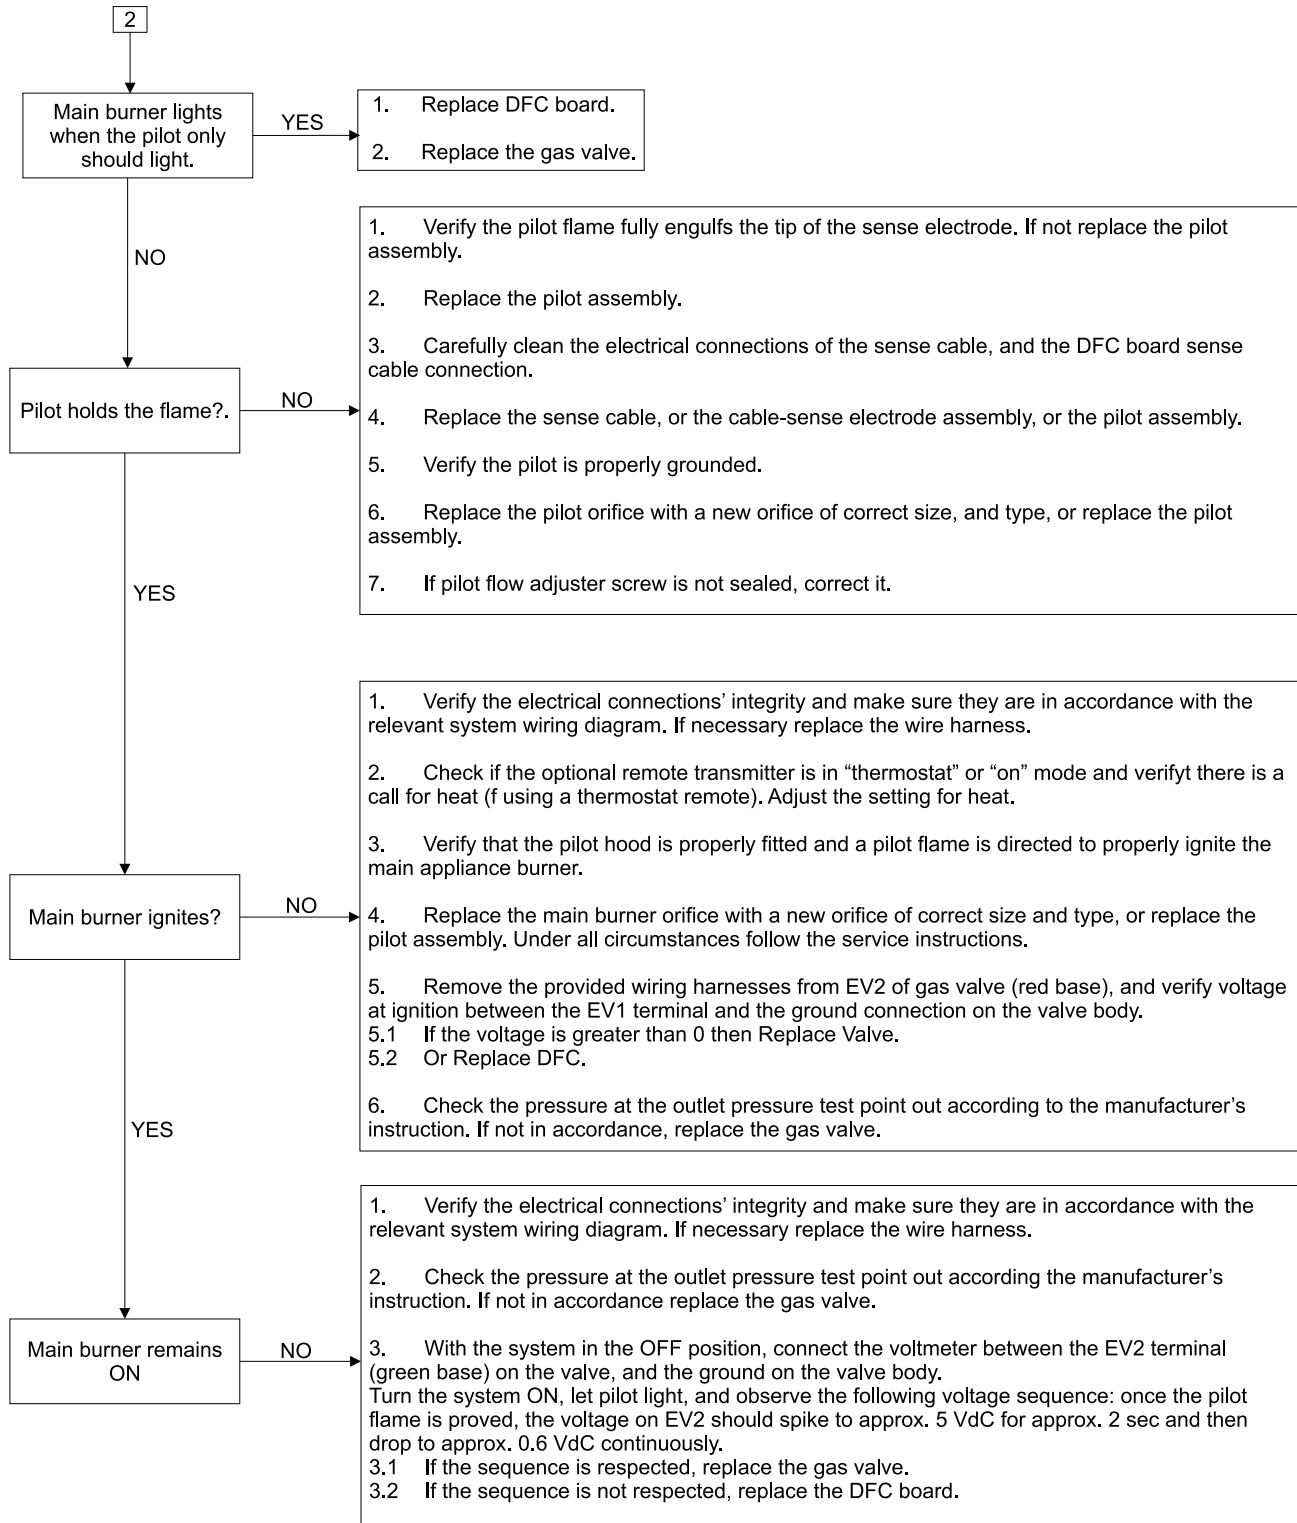 2
Main burner lights
when the pilot only
should light.
YES
1. Replace DFC board.
2. Replace the gas valve.
NO
1. Verify the pilot flame fully engulfs the tip of the sense electrode. If not replace the pilot
assembly.
2. Replace the pilot assembly.
3. Carefully clean the electrical connections of the sense cable, and the DFC board sense
cable connection.
4. Replace the sense cable, or the cable-sense electrode assembly, or the pilot assembly.
5. Verify the pilot is properly grounded.
6. Replace the pilot orifice with a new orifice of correct size, and type, or replace the pilot
assembly.
7. If pilot flow adjuster screw is not sealed, correct it.
Pilot holds the flame?.
NO
YES
1. Verify the electrical connections’ integrity and make sure they are in accordance with the
relevant system wiring diagram. If necessary replace the wire harness.
2. Check if the optional remote transmitter is in “thermostat” or “on” mode and verifyt there is a
call for heat (f using a thermostat remote). Adjust the setting for heat.
3. Verify that the pilot hood is properly fitted and a pilot flame is directed to properly ignite the
main appliance burner.
4. Replace the main burner orifice with a new orifice of correct size and type, or replace the
pilot assembly. Under all circumstances follow the service instructions.
5. Remove the provided wiring harnesses from EV2 of gas valve (red base), and verify voltage
at ignition between the EV1 terminal and the ground connection on the valve body.
5.1 If the voltage is greater than 0 then Replace Valve.
5.2 Or Replace DFC.
6. Check the pressure at the outlet pressure test point out according to the manufacturer’s
instruction. If not in accordance, replace the gas valve.
Main burner ignites?
NO
YES
1. Verify the electrical connections’ integrity and make sure they are in accordance with the
relevant system wiring diagram. If necessary replace the wire harness.
2. Check the pressure at the outlet pressure test point out according the manufacturer’s
instruction. If not in accordance replace the gas valve.
3. With the system in the OFF position, connect the voltmeter between the EV2 terminal
(green base) on the valve, and the ground on the valve body.
Turn the system ON, let pilot light, and observe the following voltage sequence: once the pilot
flame is proved, the voltage on EV2 should spike to approx. 5 VdC for approx. 2 sec and then
drop to approx. 0.6 VdC continuously.
3.1 If the sequence is respected, replace the gas valve.
3.2 If the sequence is not respected, replace the DFC board.
Main burner remains
ON
NO